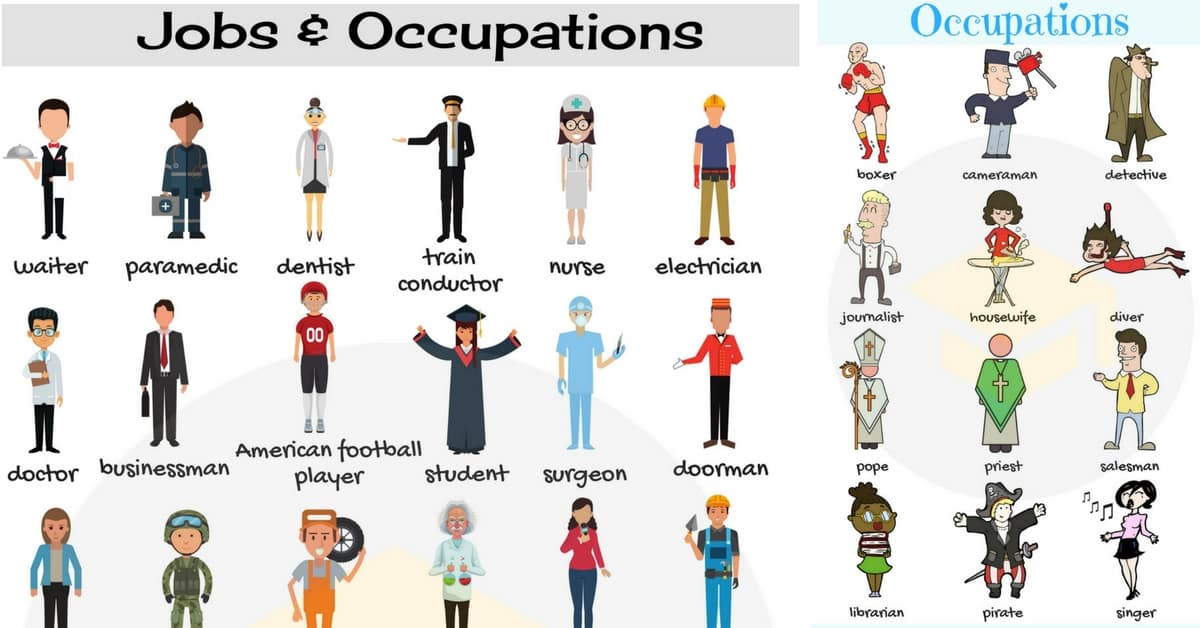 Jobs & Occupations
waiter
paramedic
dentist
train
conductor
nurse
electrician
00
doctor
businessman
American football
player
student
surgeon
doorman
Occupations
boxer
cameraman
detective
journalist
housewife
diver
pope
priest
salesman
librarian
pirate
singer